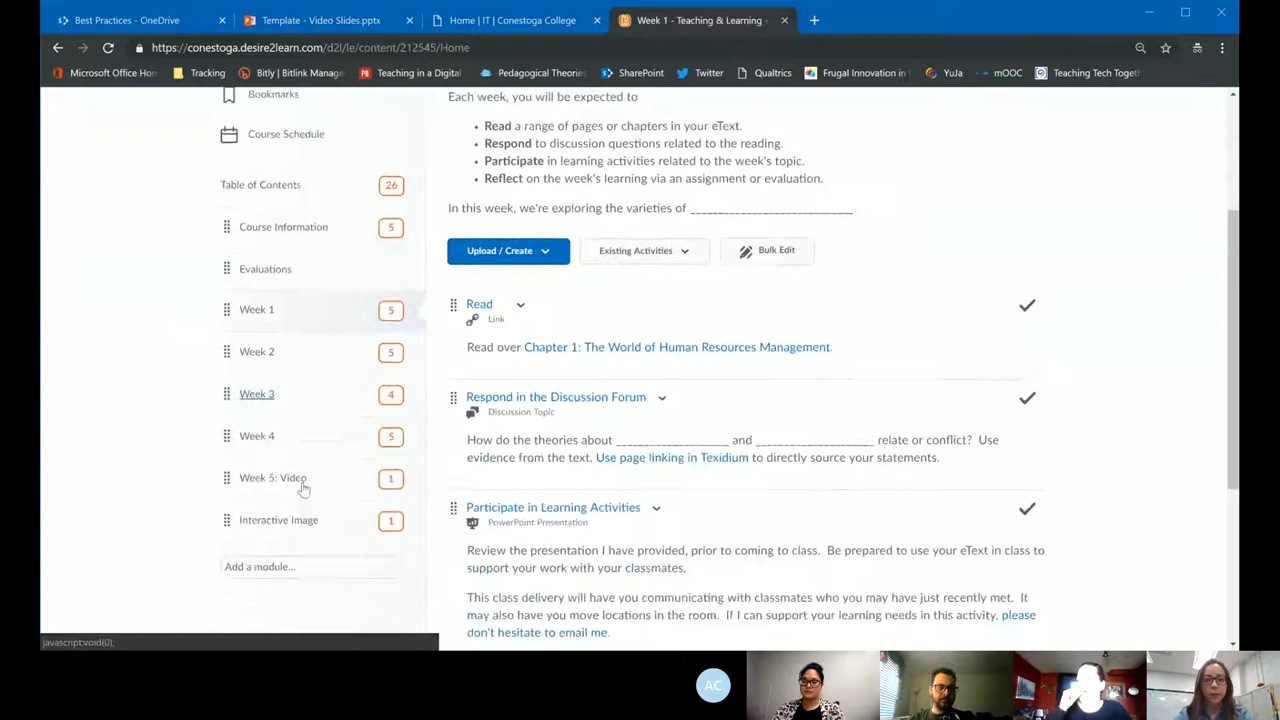 Best Practices - OneDrive
Template - Video Slides.pptx
Home | IT | Conestoga College
Week 1 - Teaching & Learning -
https://conestoga.desire2learn.com/d2l/le/content/212545/Home
Microsoft Office Hom
Tracking
Bitly | Bitlink Manage
Teaching in a Digital
Pedagogical Theories
SharePoint
Twitter
Qualtrics
Frugal Innovation in
YuJa
mOOC
Teaching Tech Togeth
Bookmarks
Course Schedule
Table of Contents 26
Course Information 5
Evaluations
Week 1 5
Week 2 5
Week 3 4
Week 4 5
Week 5: Video 1
Interactive Image 1
Add a module...
javascript:void(0);
Each week, you will be expected to
• Read a range of pages or chapters in your eText.
• Respond to discussion questions related to the reading.
• Participate in learning activities related to the week's topic.
• Reflect on the week's learning via an assignment or evaluation.
In this week, we're exploring the varieties of ____________________________.
Upload / Create
Existing Activities
Bulk Edit
Read
Link
Read over Chapter 1: The World of Human Resources Management.
Respond in the Discussion Forum
Discussion Topic
How do the theories about ___________________ and ____________________ relate or conflict? Use
evidence from the text. Use page linking in Texidium to directly source your statements.
Participate in Learning Activities
PowerPoint Presentation
Review the presentation I have provided, prior to coming to class. Be prepared to use your eText in class to
support your work with your classmates.
This class delivery will have you communicating with classmates who you may have just recently met. It
may also have you move locations in the room. If I can support your learning needs in this activity, please
don't hesitate to email me.
AC